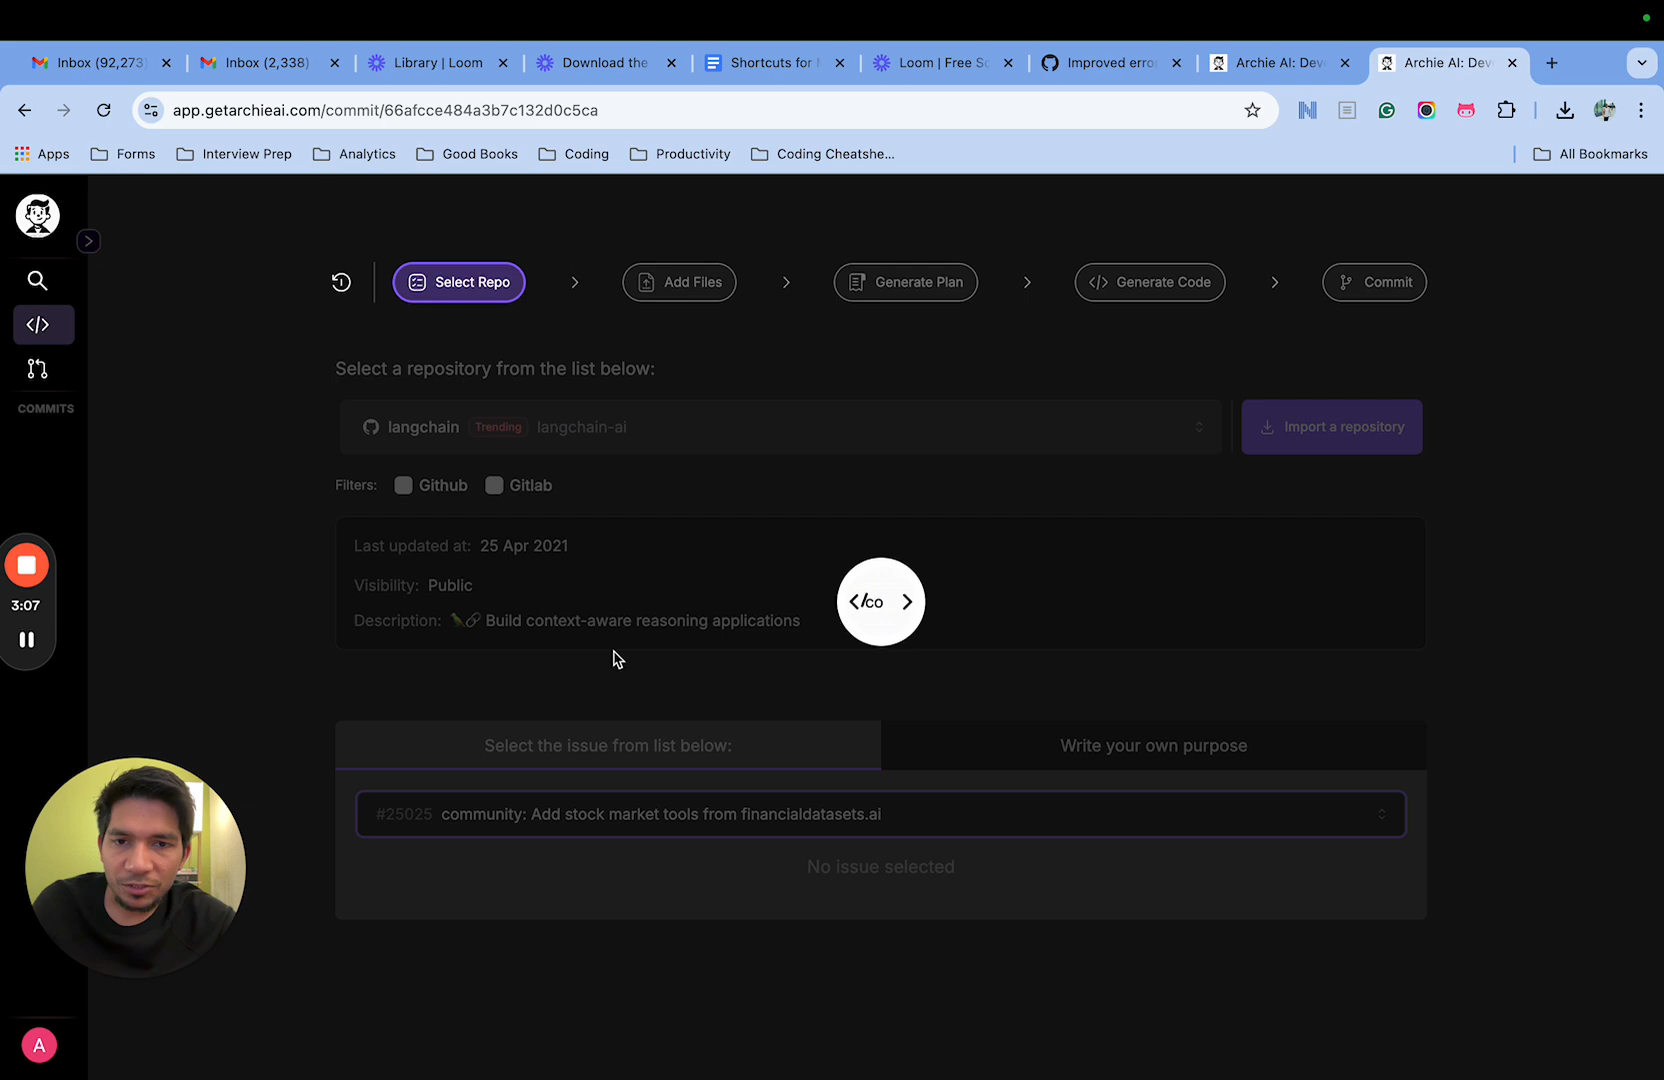 Inbox (92,273)
Inbox (2,338)
Library | Loom
Download the
Shortcuts for
Loom | Free Sc
Improved error
Archie AI: Dev
Archie AI: Dev
app.getarchieai.com/commit/66afcce484a3b7c132d0c5ca
Apps
Forms
Interview Prep
Analytics
Good Books
Coding
Productivity
Coding Cheatshe...
All Bookmarks
Select Repo
Add Files
Generate Plan
</> Generate Code
Commit
COMMITS
Select a repository from the list below:
langchain Trending langchain-ai
Import a repository
Filters: Github Gitlab
Last updated at: 25 Apr 2021
Visibility: Public
Description: 🦜🔗 Build context-aware reasoning applications
</co >
3:07
Select the issue from list below:
Write your own purpose
#25025 community: Add stock market tools from financialdatasets.ai
No issue selected
A